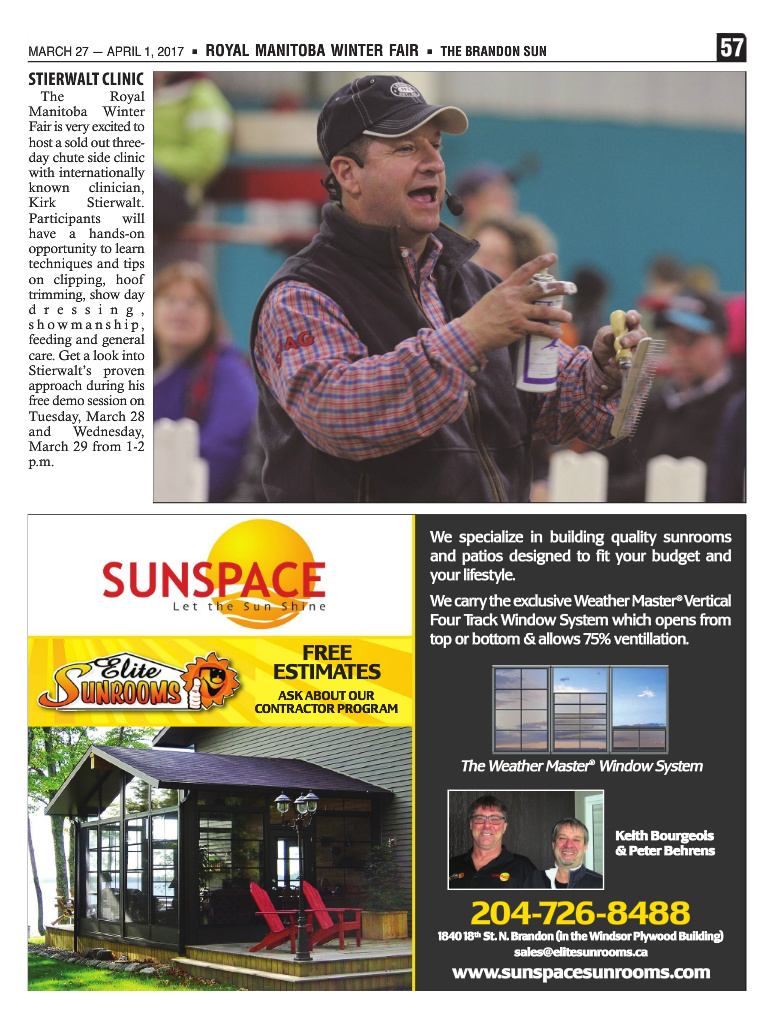 MARCH 27 — APRIL 1, 2017 ▪ ROYAL MANITOBA WINTER FAIR ▪ THE BRANDON SUN 57
STIERWALT CLINIC
The Royal
Manitoba Winter
Fair is very excited to
host a sold out three-
day chute side clinic
with internationally
known clinician,
Kirk Stierwalt.
Participants will
have a hands-on
opportunity to learn
techniques and tips
on clipping, hoof
trimming, show day
dressing,
showmanship,
feeding and general
care. Get a look into
Stierwalt's proven
approach during his
free demo session on
Tuesday, March 28
and Wednesday,
March 29 from 1-2
p.m.
AG
SUNSPACE
Let the Sun Shine
Elite
SUNROOMS
FREE
ESTIMATES
ASK ABOUT OUR
CONTRACTOR PROGRAM
We specialize in building quality sunrooms
and patios designed to fit your budget and
your lifestyle.
We carry the exclusive Weather Master® Vertical
Four Track Window System which opens from
top or bottom & allows 75% ventillation.
The Weather Master® Window System
Keith Bourgeois
& Peter Behrens
204-726-8488
1840 18th St. N. Brandon (in the Windsor Plywood Building)
sales@elitesunrooms.ca
www.sunspacesunrooms.com